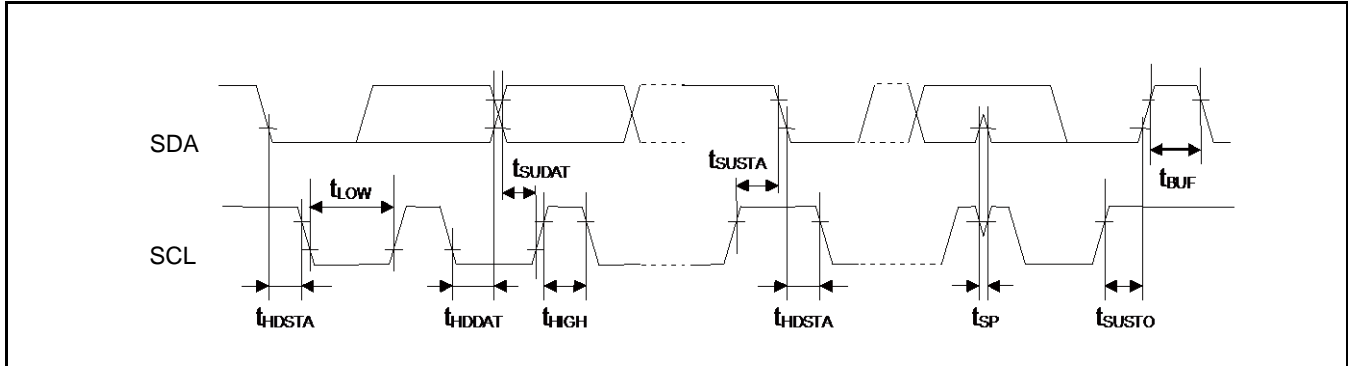 SDA
tSUDAT
tSUSTA
tBUF
tLOW
SCL
tHDSTA
tHDDAT
tHIGH
tHDSTA
tSP
tSUSTO